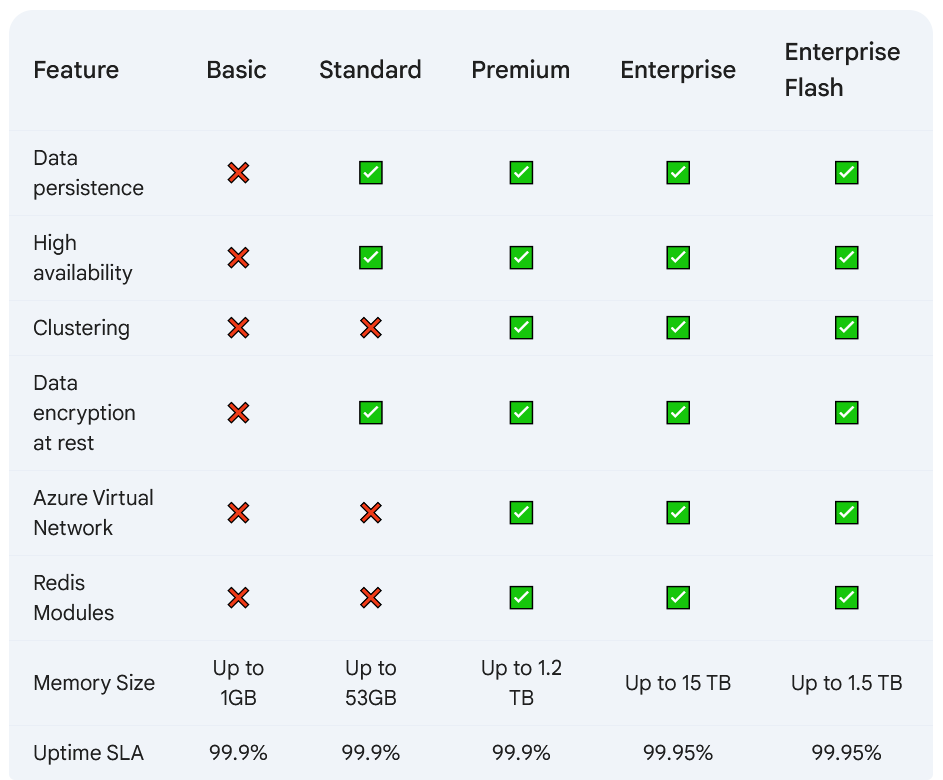 Feature Basic Standard Premium Enterprise Enterprise Flash
Data persistence ❌ ✅ ✅ ✅ ✅
High availability ❌ ✅ ✅ ✅ ✅
Clustering ❌ ❌ ✅ ✅ ✅
Data encryption at rest ❌ ✅ ✅ ✅ ✅
Azure Virtual Network ❌ ❌ ✅ ✅ ✅
Redis Modules ❌ ❌ ✅ ✅ ✅
Memory Size Up to 1GB Up to 53GB Up to 1.2 TB Up to 15 TB Up to 1.5 TB
Uptime SLA 99.9% 99.9% 99.9% 99.95% 99.95%